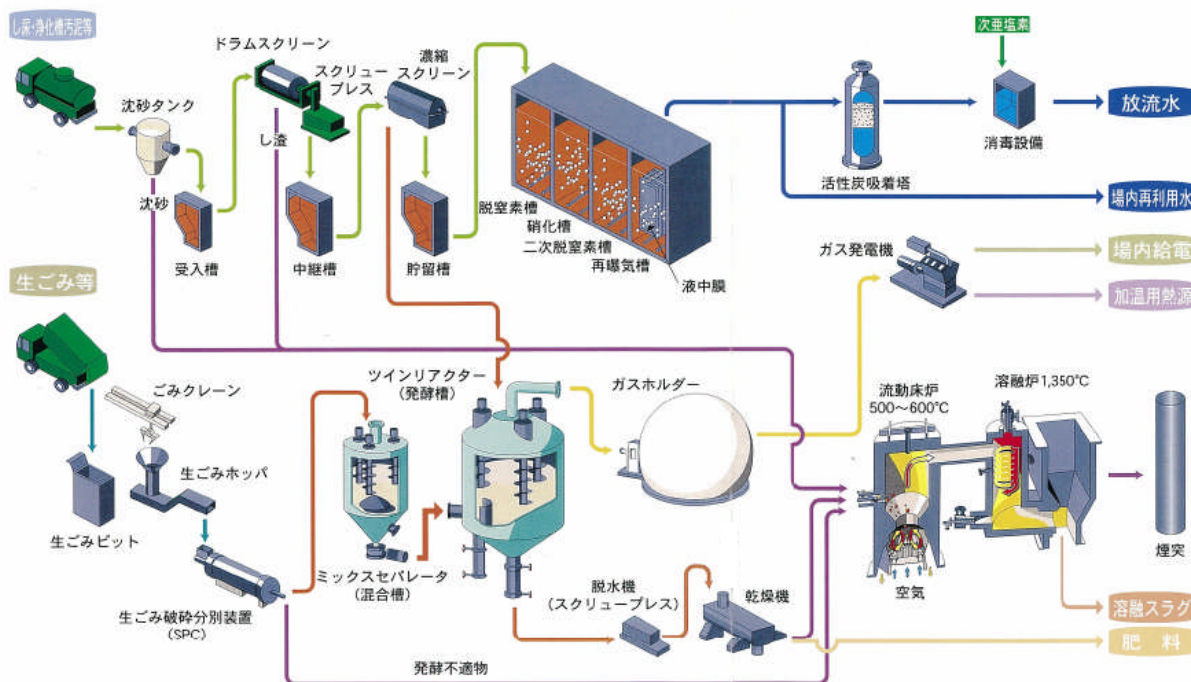 し尿・浄化槽汚泥等
沈砂タンク
沈砂
受入槽
ドラムスクリーン
スクリュー
プレス
し渣
中継槽
濃縮
スクリーン
貯留槽
脱窒素槽
硝化槽
二次脱窒素槽
再曝気槽
液中膜
活性炭吸着塔
次亜塩素
消毒設備
放流水
場内再利用水
ガス発電機
場内給電
加温用熱源
生ごみ等
ごみクレーン
生ごみホッパ
生ごみピット
生ごみ破砕分別装置
(SPC)
ツインリアクター
(発酵槽)
ミックスセパレータ
(混合槽)
ガスホルダー
脱水機
(スクリュープレス)
乾燥機
発酵不適物
流動床炉
500～600℃
溶融炉1,350℃
空気
煙突
溶融スラグ
肥料